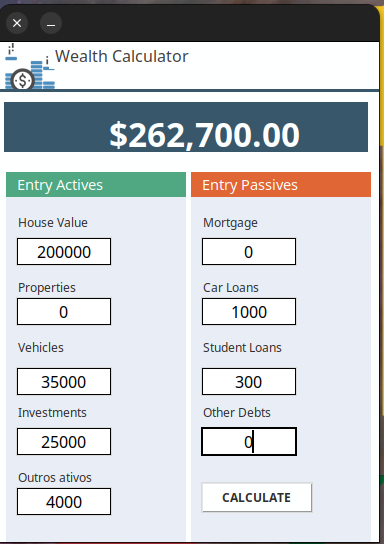 Wealth Calculator
$262,700.00
Entry Actives
Entry Passives
House Value
200000
Mortgage
0
Properties
0
Car Loans
1000
Vehicles
35000
Student Loans
300
Investments
25000
Other Debts
0
Outros ativos
4000
CALCULATE